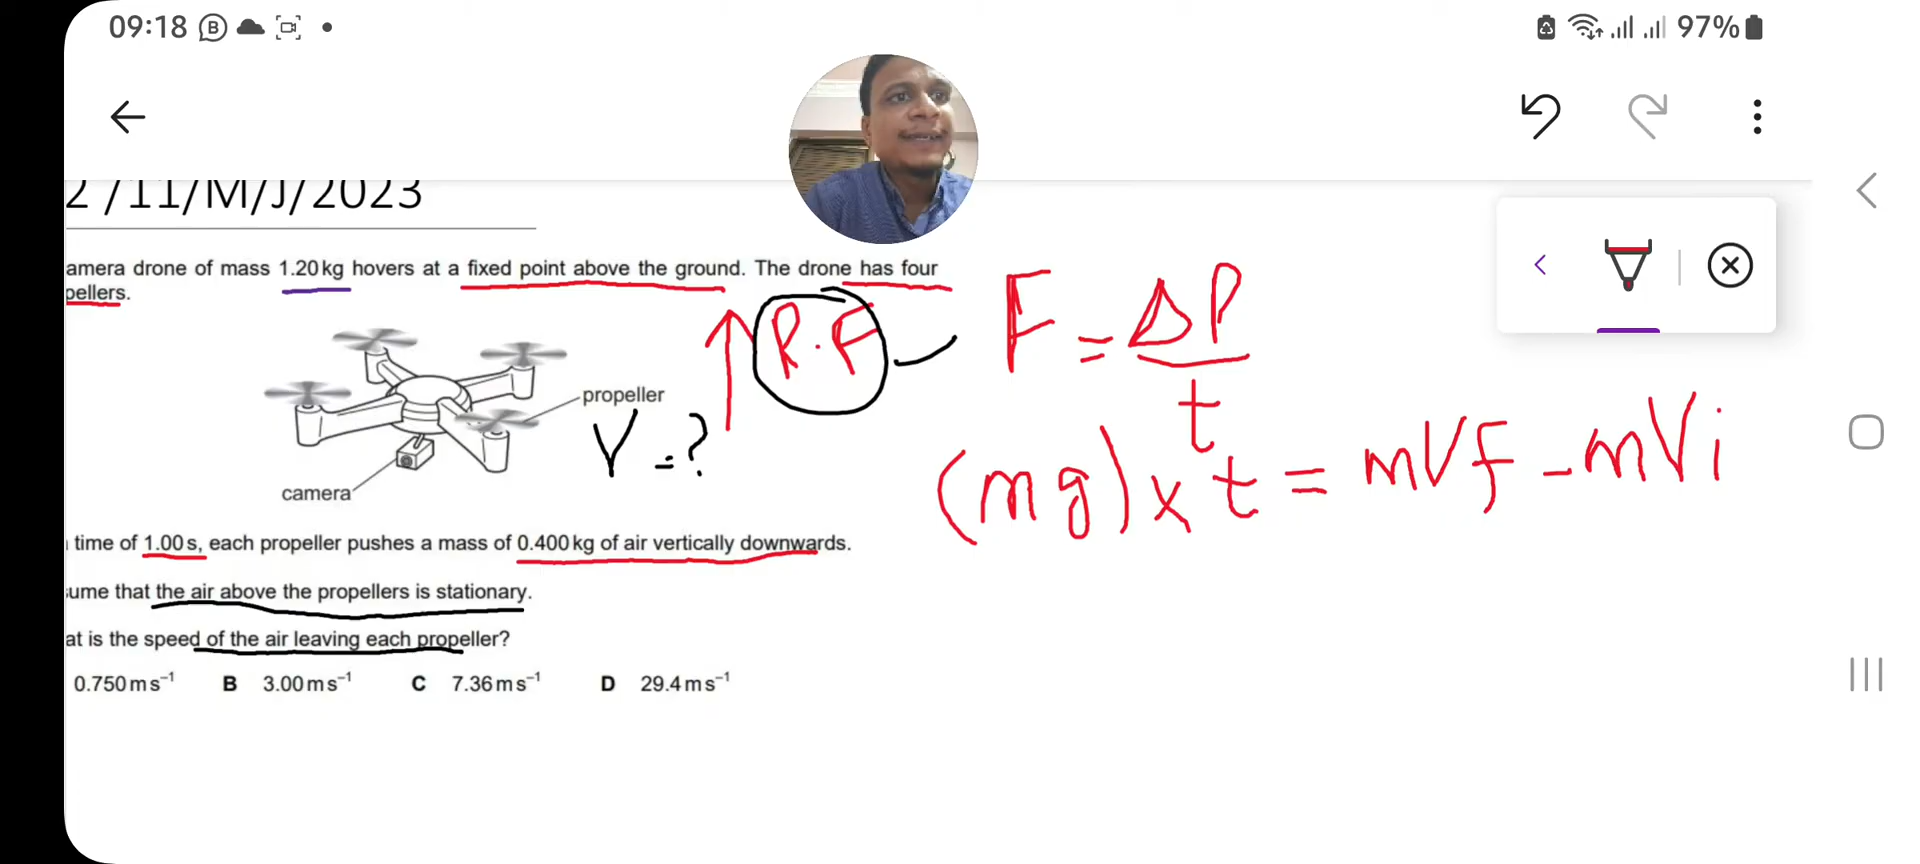 09:18 97%
2 /11/M/J/2023
amera drone of mass 1.20 kg hovers at a fixed point above the ground. The drone has four
pellers.
R.F
F = ΔP
t
propeller
V = ?
camera
(mg) x t = mVf - mVi
time of 1.00 s, each propeller pushes a mass of 0.400 kg of air vertically downwards.
ume that the air above the propellers is stationary.
at is the speed of the air leaving each propeller?
0.750 m s⁻¹ B 3.00 m s⁻¹ C 7.36 m s⁻¹ D 29.4 m s⁻¹